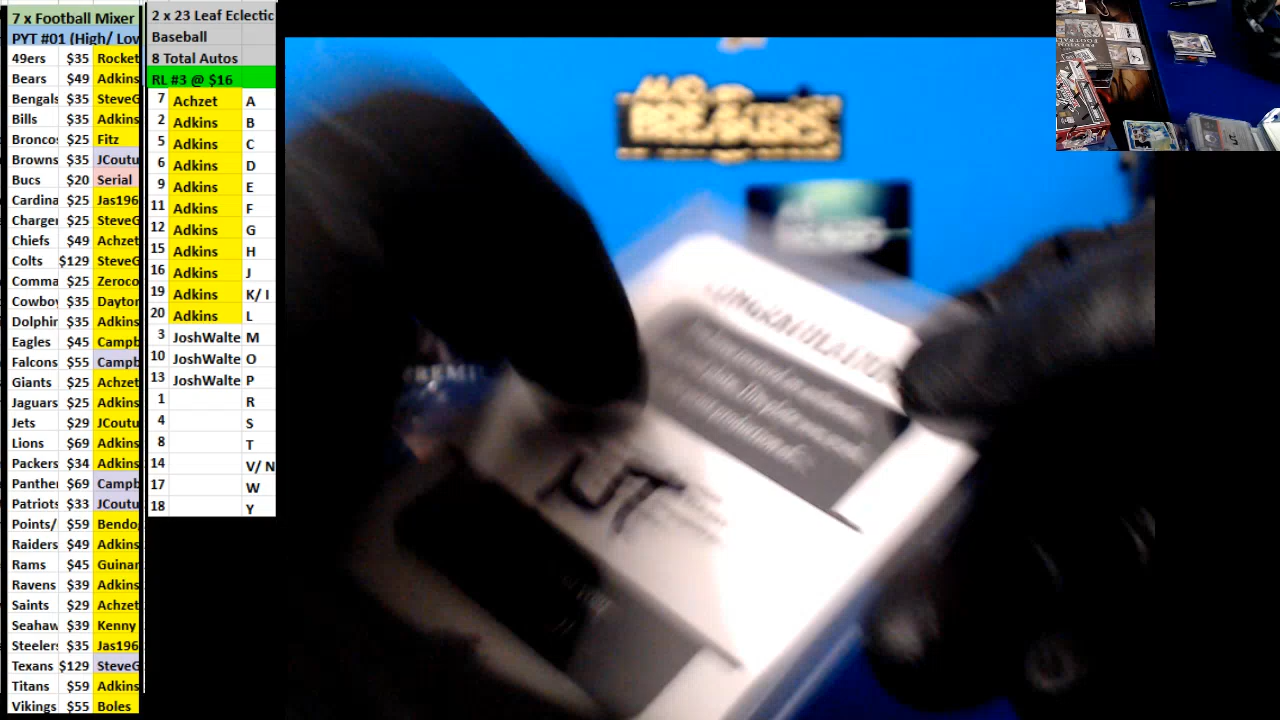 7 x Football Mixer
PYT #01 (High/ Lov
49ers $35 Rocket
Bears $49 Adkins
Bengals $35 SteveG
Bills $35 Adkins
Broncos $25 Fitz
Browns $35 JCoutu
Bucs $20 Serial
Cardina $25 Jas196
Charger $25 SteveG
Chiefs $49 Achzet
Colts $129 SteveG
Comma $25 Zeroco
Cowboy $35 Dayton
Dolphin $35 Adkins
Eagles $45 Campb
Falcons $55 Campb
Giants $25 Achzet
Jaguars $25 Adkins
Jets $29 JCoutu
Lions $69 Adkins
Packers $34 Adkins
Panther $69 Campb
Patriots $33 JCoutu
Points/ $59 Bendo
Raiders $49 Adkins
Rams $45 Guinar
Ravens $39 Adkins
Saints $29 Achzet
Seahaw $39 Kenny
Steelers $35 Jas196
Texans $129 SteveG
Titans $59 Adkins
Vikings $55 Boles
2 x 23 Leaf Eclectic
Baseball
8 Total Autos
RL #3 @ $16
7 Achzet A
2 Adkins B
5 Adkins C
6 Adkins D
9 Adkins E
11 Adkins F
12 Adkins G
15 Adkins H
16 Adkins J
19 Adkins K/ I
20 Adkins L
3 JoshWalte M
10 JoshWalte O
13 JoshWalte P
1 R
4 S
8 T
14 V/ N
17 W
18 Y
BREAKERS
CONGRATULATIONS